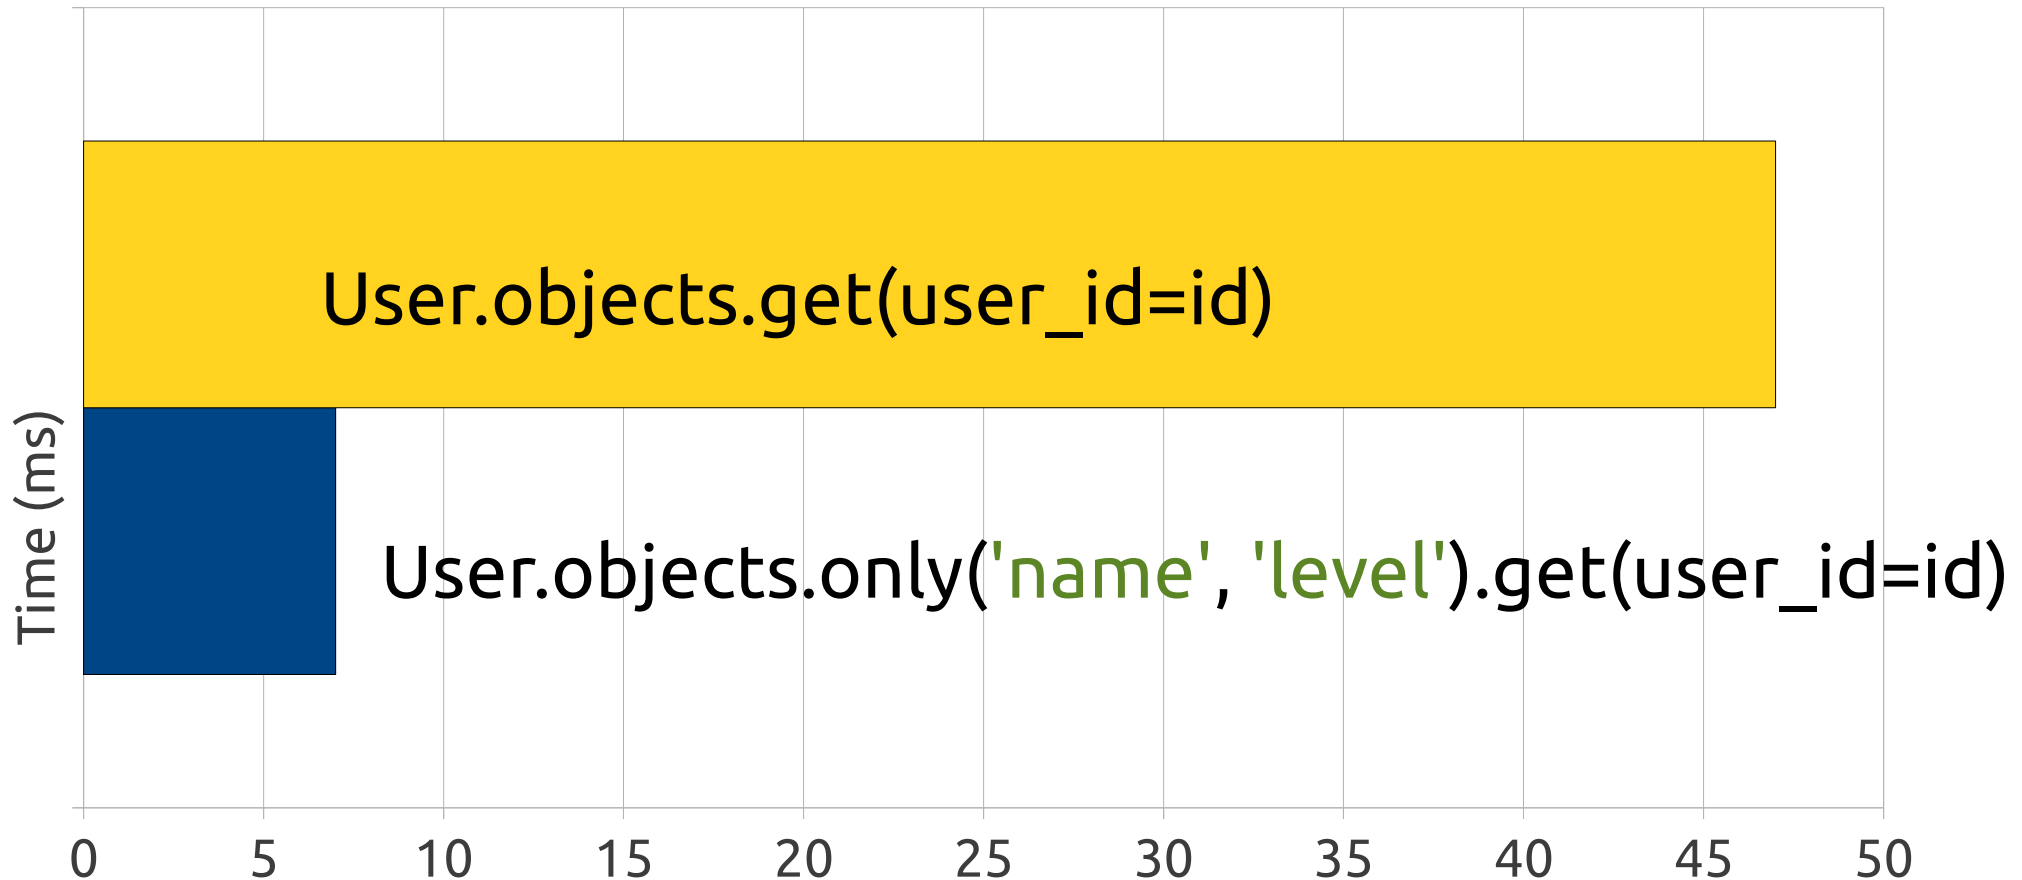 User.objects.get(user_id=id)
Time (ms)
User.objects.only('name', 'level').get(user_id=id)
0 5 10 15 20 25 30 35 40 45 50